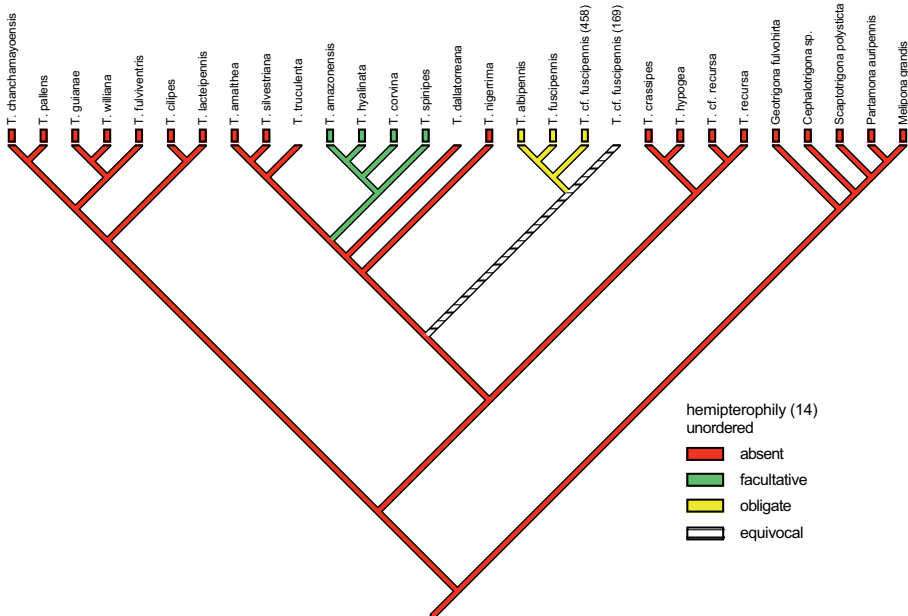 T. chanchamayoensis
T. pallens
T. guianae
T. williana
T. fulviventris
T. cilipes
T. lacteipennis
T. amalthea
T. silvestriana
T. truculenta
T. amazonensis
T. hyalinata
T. corvina
T. spinipes
T. dallatorreana
T. nigerrima
T. albipennis
T. fuscipennis
T. cf. fuscipennis (458)
T. cf. fuscipennis (169)
T. crassipes
T. hypogea
T. cf. recursa
T. recursa
Geotrigona fulvohirta
Cephalotrigona sp.
Scaptotrigona polysticta
Partamona auripennis
Melipona grandis
hemipterophily (14)
unordered
absent
facultative
obligate
equivocal